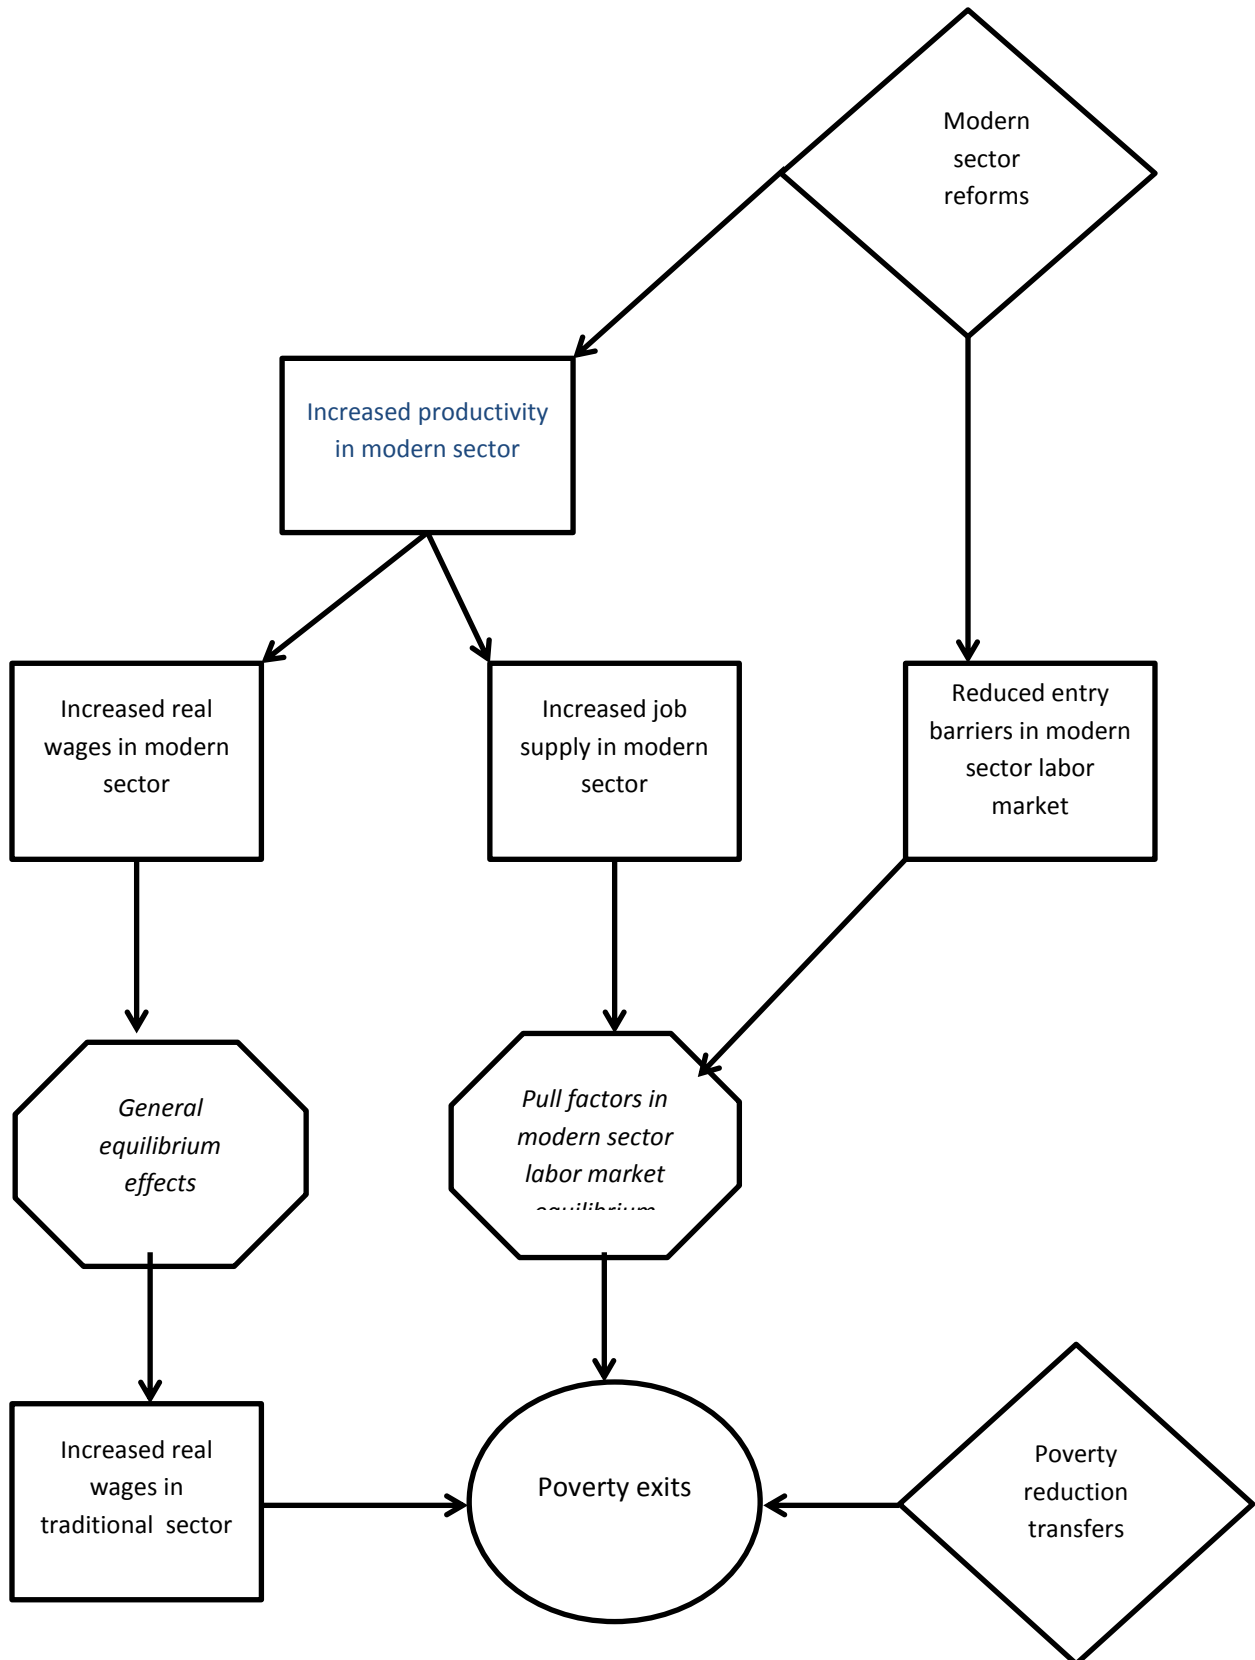 Modern
sector
reforms
Increased productivity
in modern sector
Increased real
wages in modern
sector
Increased job
supply in modern
sector
Reduced entry
barriers in modern
sector labor
market
General
equilibrium
effects
Pull factors in
modern sector
labor market
equilibrium
Increased real
wages in
traditional sector
Poverty exits
Poverty
reduction
transfers